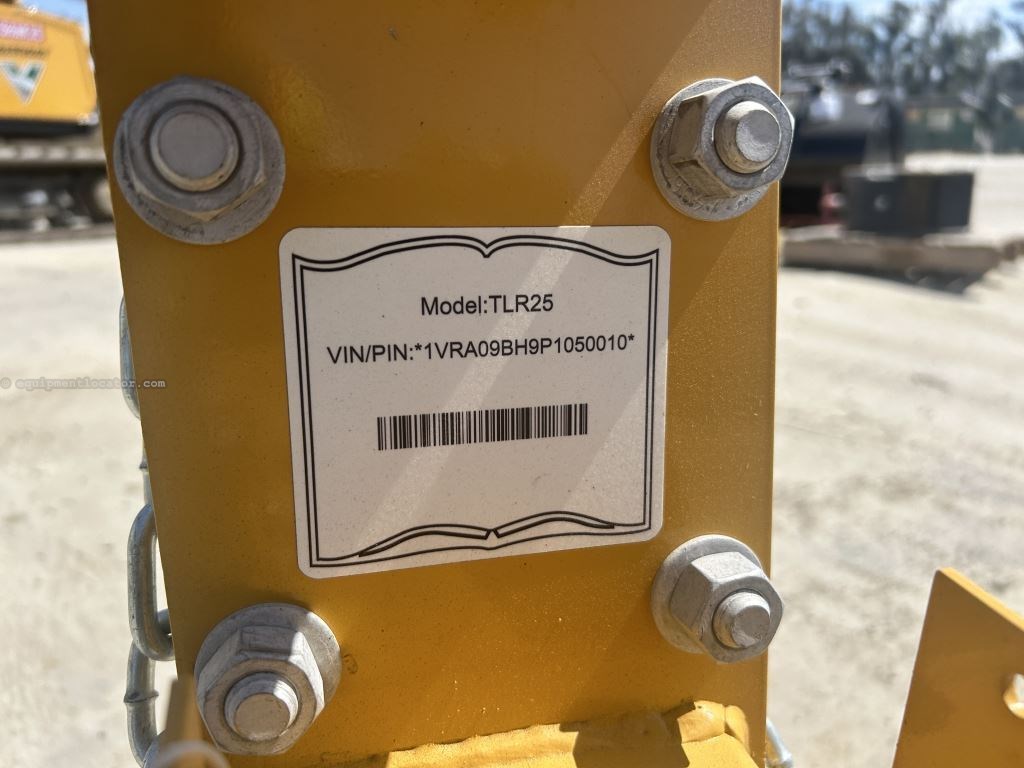 Model:TLR25
VIN/PIN:*1VRA09BH9P1050010*
© equipmentlocator.com